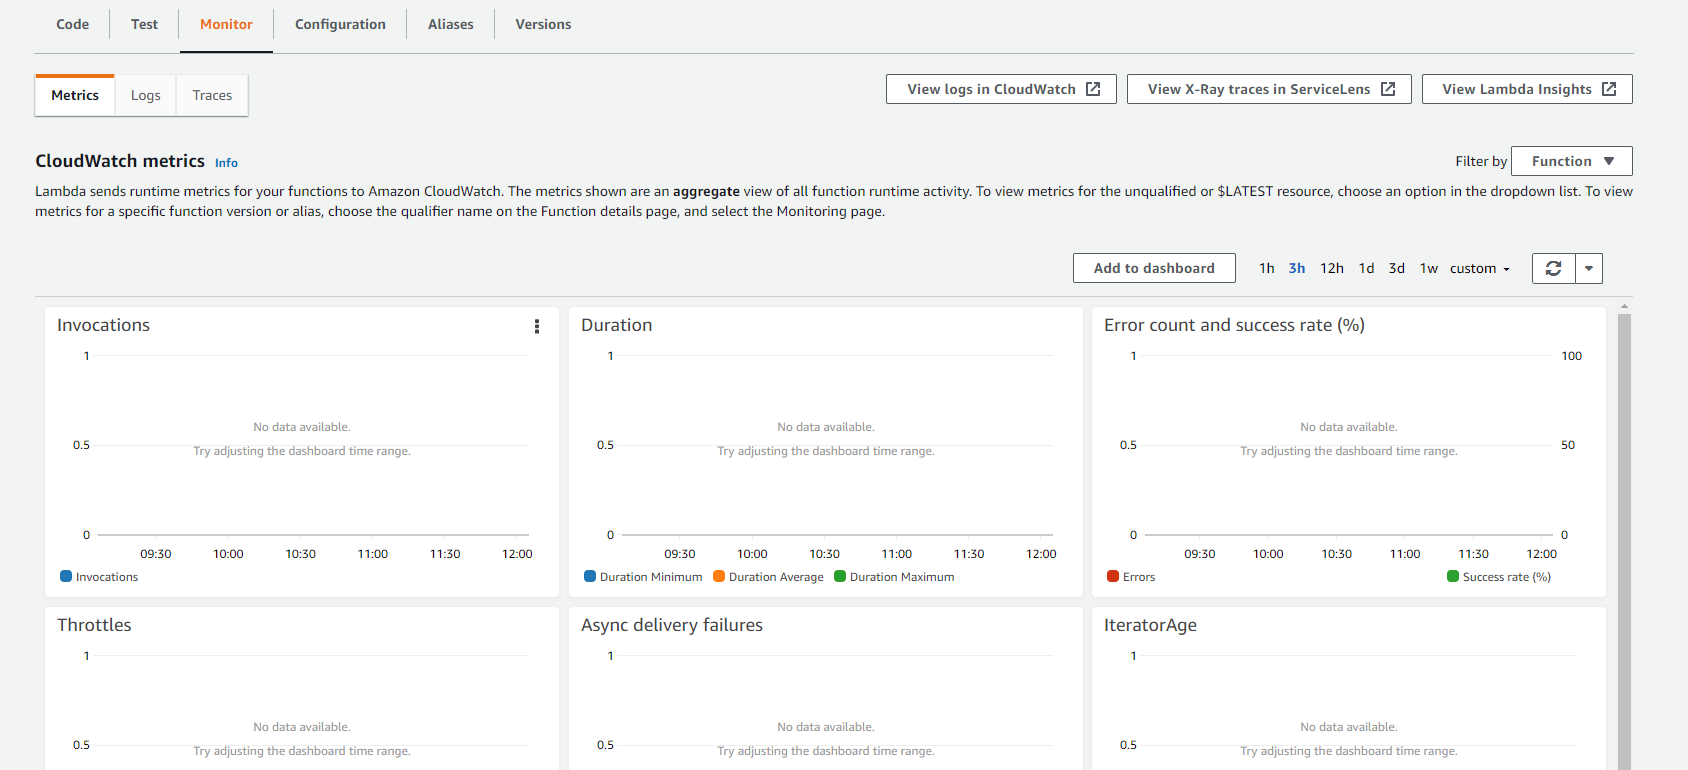 Code Test Monitor Configuration Aliases Versions
Metrics Logs Traces
View logs in CloudWatch View X-Ray traces in ServiceLens View Lambda Insights
CloudWatch metrics Info
Filter by Function
Lambda sends runtime metrics for your functions to Amazon CloudWatch. The metrics shown are an aggregate view of all function runtime activity. To view metrics for the unqualified or $LATEST resource, choose an option in the dropdown list. To view
metrics for a specific function version or alias, choose the qualifier name on the Function details page, and select the Monitoring page.
Add to dashboard 1h 3h 12h 1d 3d 1w custom
Invocations
1
No data available.
0.5
Try adjusting the dashboard time range.
0
09:30 10:00 10:30 11:00 11:30 12:00
Invocations
Duration
1
No data available.
0.5
Try adjusting the dashboard time range.
0
09:30 10:00 10:30 11:00 11:30 12:00
Duration Minimum Duration Average Duration Maximum
Error count and success rate (%)
1 100
No data available.
0.5 50
Try adjusting the dashboard time range.
0 0
09:30 10:00 10:30 11:00 11:30 12:00
Errors Success rate (%)
Throttles
1
No data available.
0.5
Try adjusting the dashboard time range.
Async delivery failures
1
No data available.
0.5
Try adjusting the dashboard time range.
IteratorAge
1
No data available.
0.5
Try adjusting the dashboard time range.